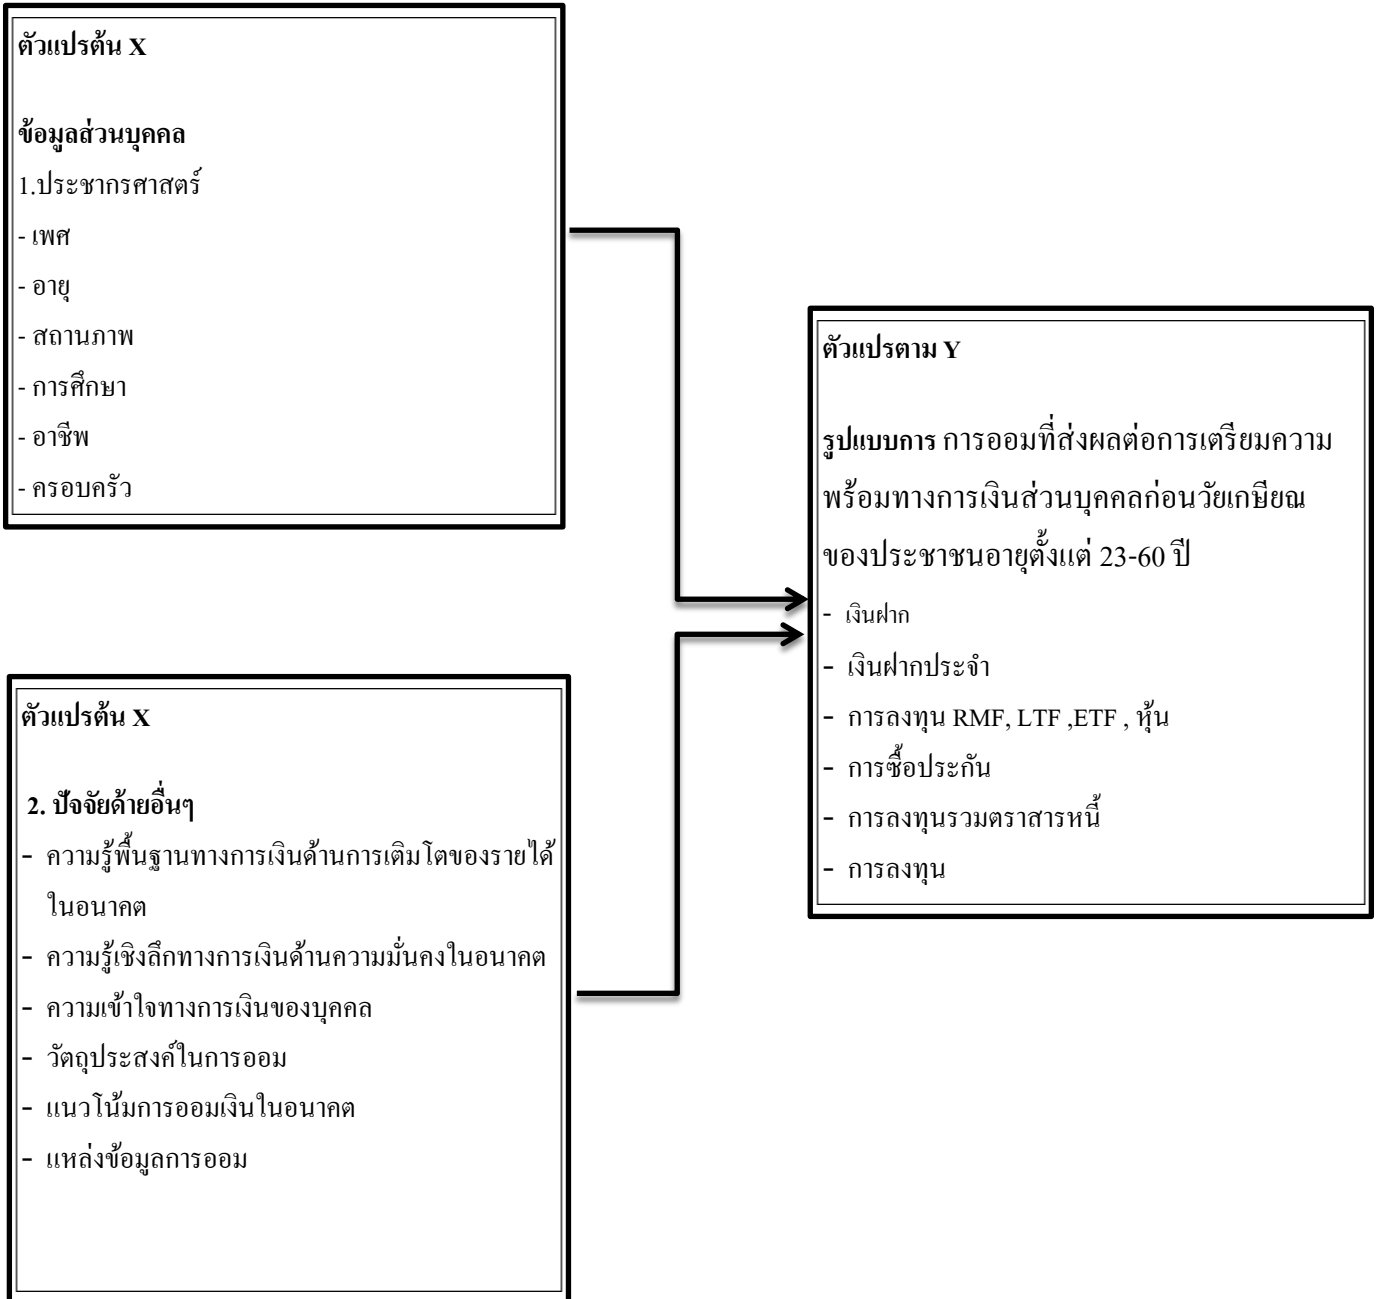 ตัวแปรต้น X
ข้อมูลส่วนบุคคล
1.ประชากรศาสตร์
- เพศ
- อายุ
- สถานภาพ
- การศึกษา
- อาชีพ
- ครอบครัว
ตัวแปรตาม Y
รูปแบบการ การออมที่ส่งผลต่อการเตรียมความ
พร้อมทางการเงินส่วนบุคคลก่อนวัยเกษียณ
ของประชาชนอายุตั้งแต่ 23-60 ปี
- เงินฝาก
- เงินฝากประจำ
- การลงทุน RMF, LTF ,ETF , หุ้น
- การซื้อประกัน
- การลงทุนรวมตราสารหนี้
- การลงทุน
ตัวแปรต้น X
2. ปัจจัยด้ายอื่นๆ
- ความรู้พื้นฐานทางการเงินด้านการเติมโตของรายได้
ในอนาคต
- ความรู้เชิงลึกทางการเงินด้านความมั่นคงในอนาคต
- ความเข้าใจทางการเงินของบุคคล
- วัตถุประสงค์ในการออม
- แนวโน้มการออมเงินในอนาคต
- แหล่งข้อมูลการออม